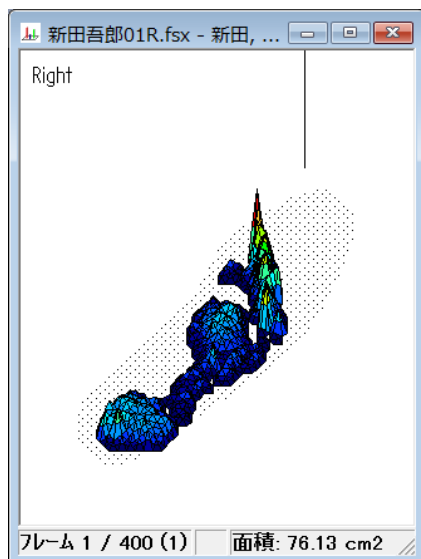 新田吾郎01R.fsx - 新田, ...
Right
フレーム 1 / 400 (1)
面積: 76.13 cm2